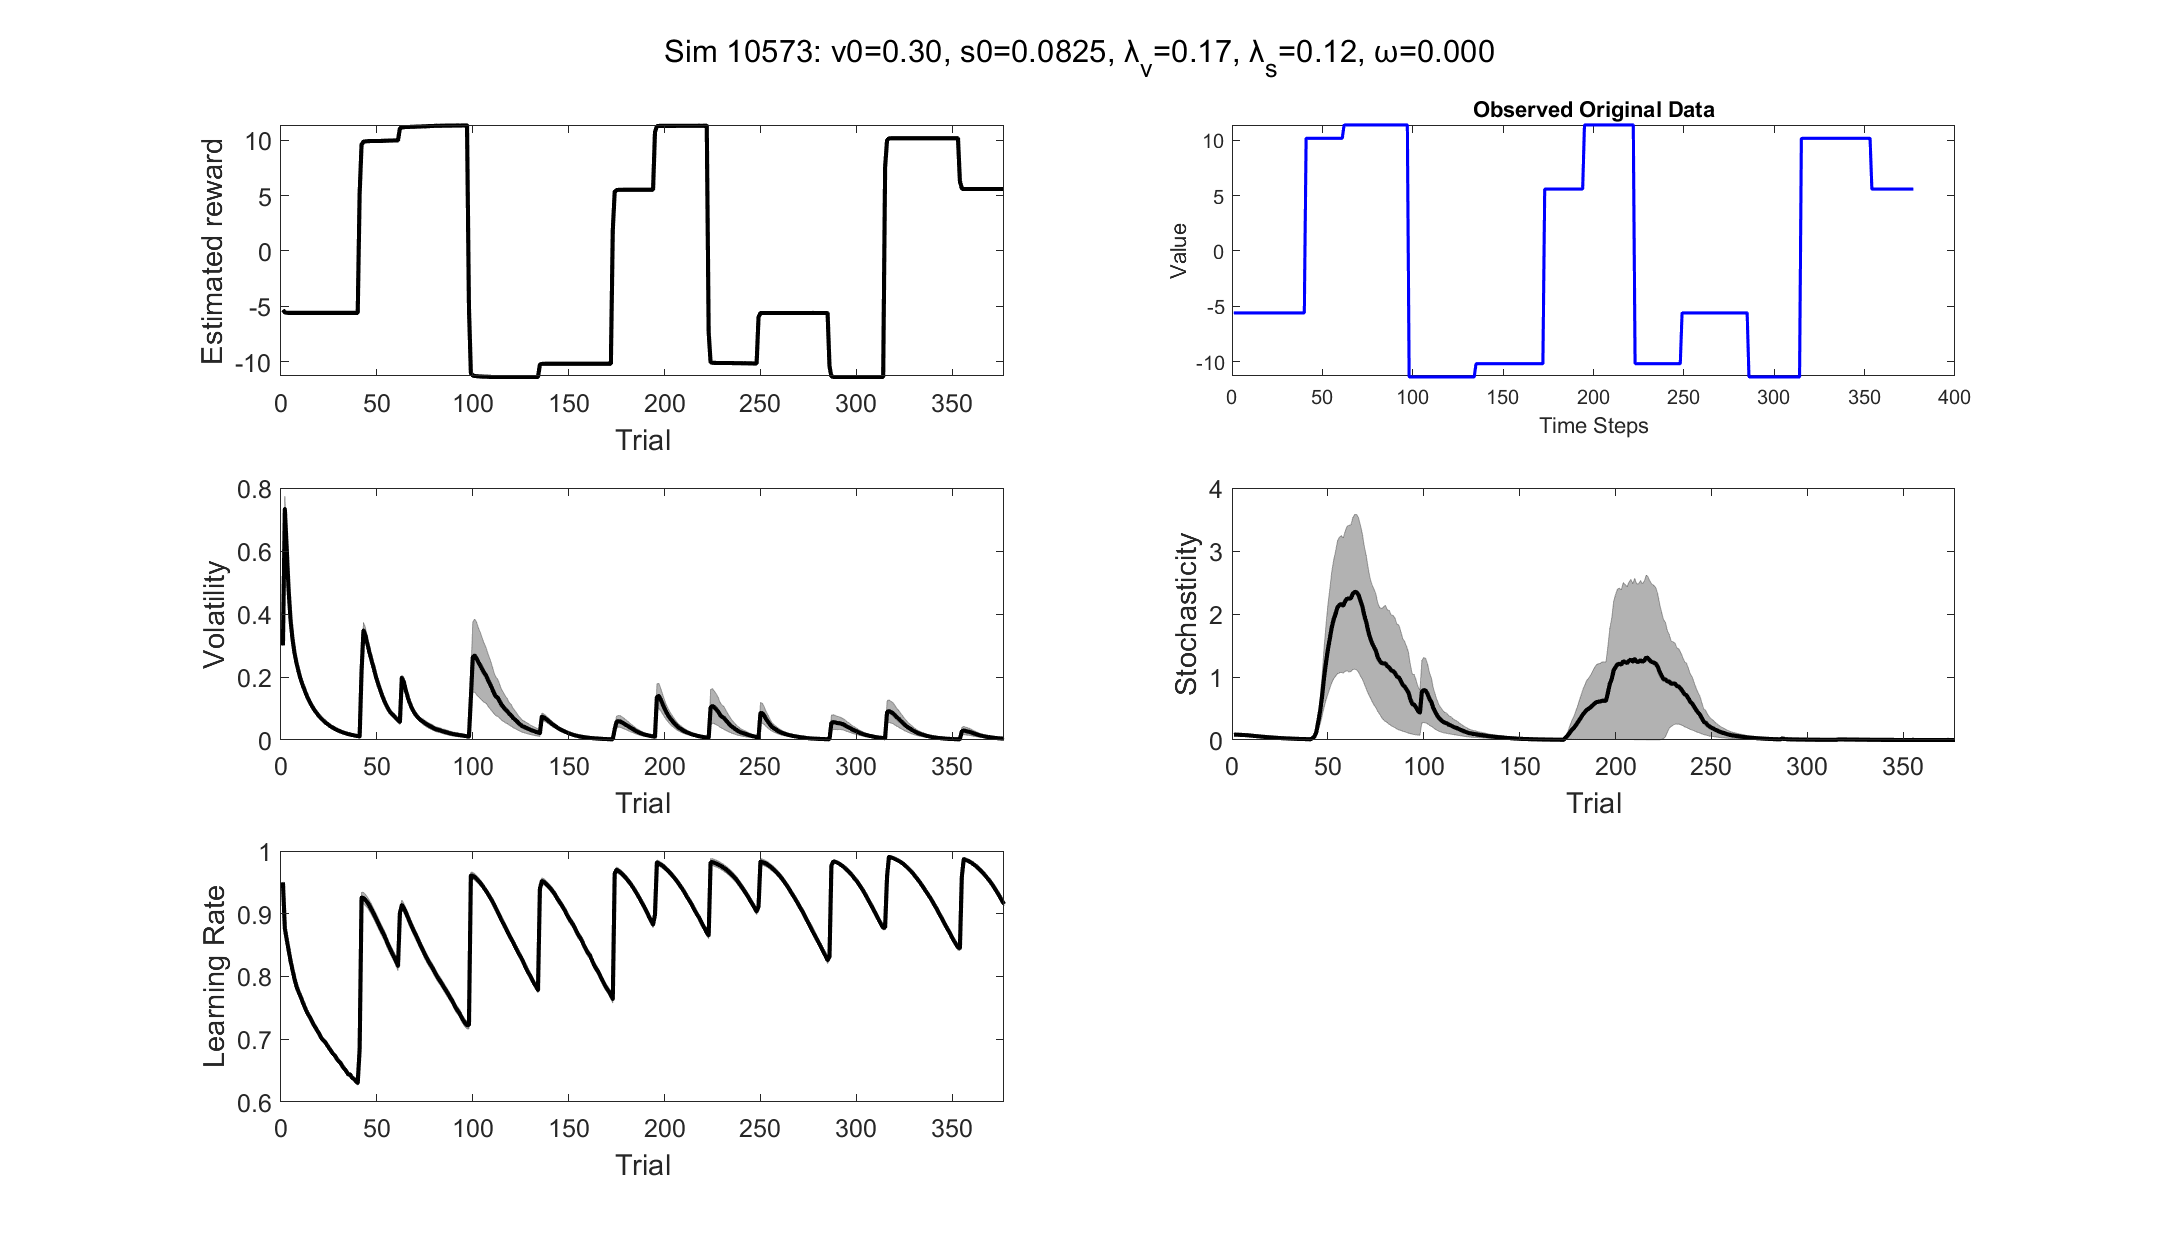 Sim 10573: v0=0.30, s0=0.0825, λ_v=0.17, λ_s=0.12, ω=0.000
Estimated reward
10
5
0
-5
-10
0 50 100 150 200 250 300 350
Trial
Observed Original Data
Value
10
5
0
-5
-10
0 50 100 150 200 250 300 350 400
Time Steps
Volatility
0.8
0.6
0.4
0.2
0
0 50 100 150 200 250 300 350
Trial
Stochasticity
4
3
2
1
0
0 50 100 150 200 250 300 350
Trial
Learning Rate
1
0.9
0.8
0.7
0.6
0 50 100 150 200 250 300 350
Trial